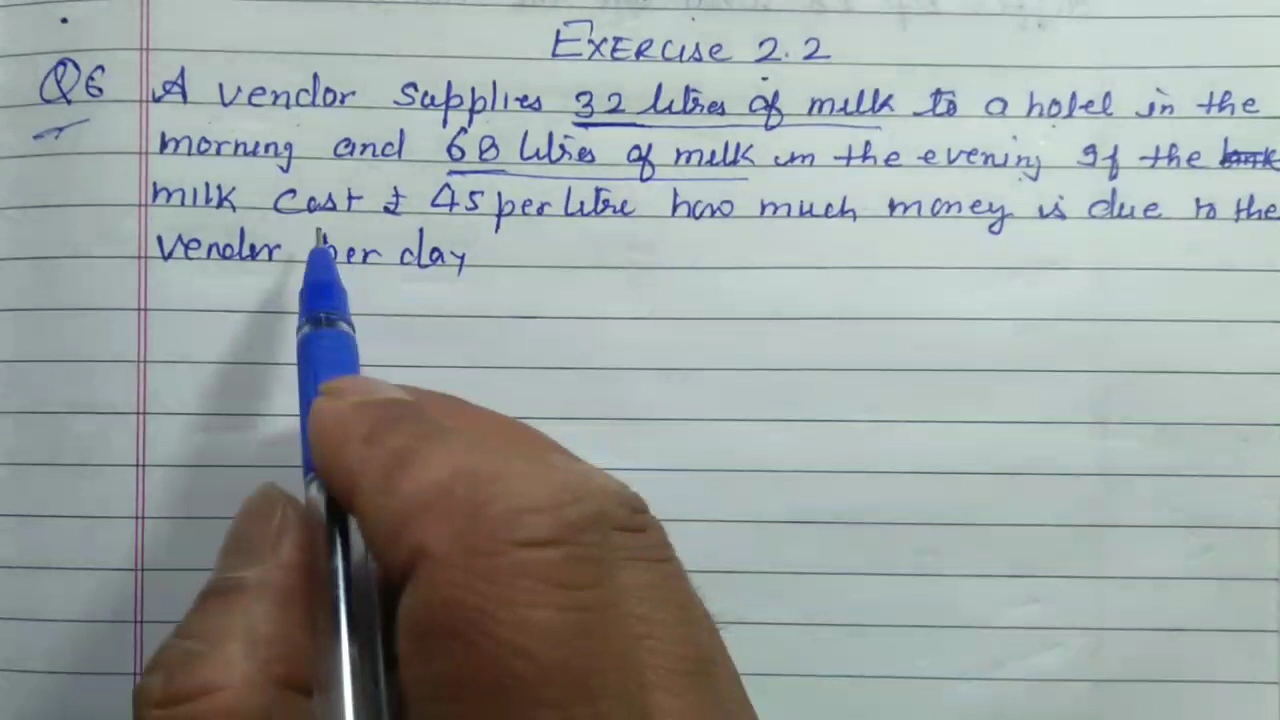 EXERCISE 2.2
Q6 A vendor supplies 32 litres of milk to a hotel in the
morning and 68 litres of milk in the evening If the
milk cost ₹ 45 per litre how much money is due to the
vender per day